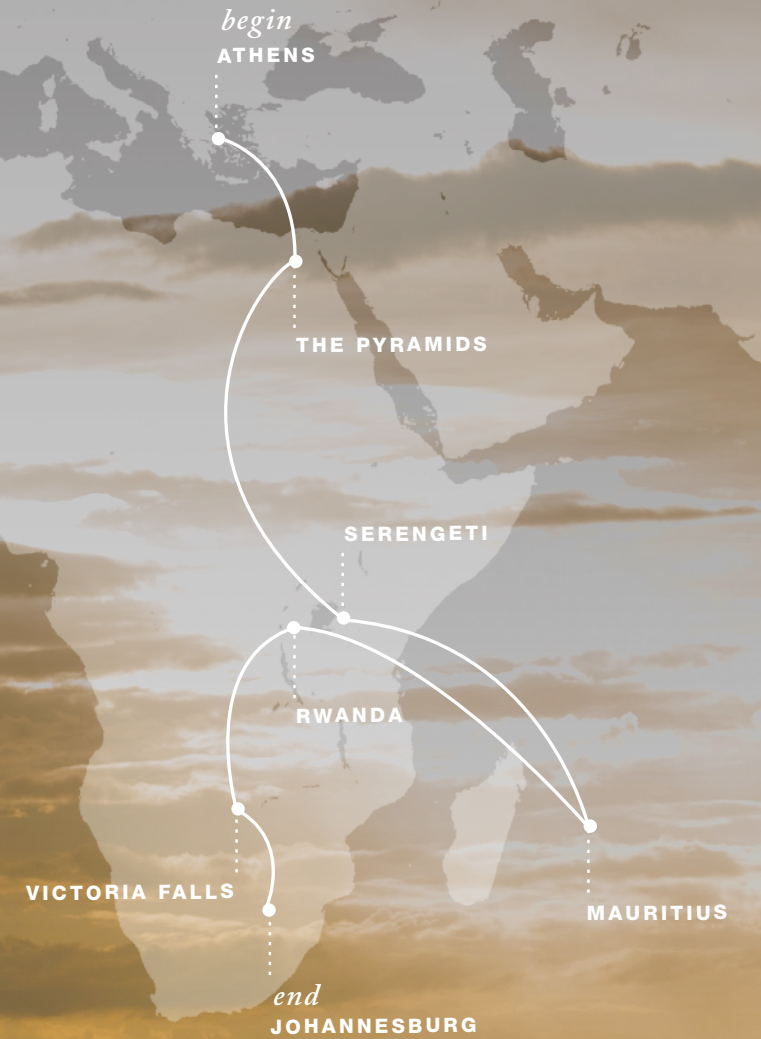 begin
ATHENS
THE PYRAMIDS
SERENGETI
RWANDA
VICTORIA FALLS
MAURITIUS
end
JOHANNESBURG